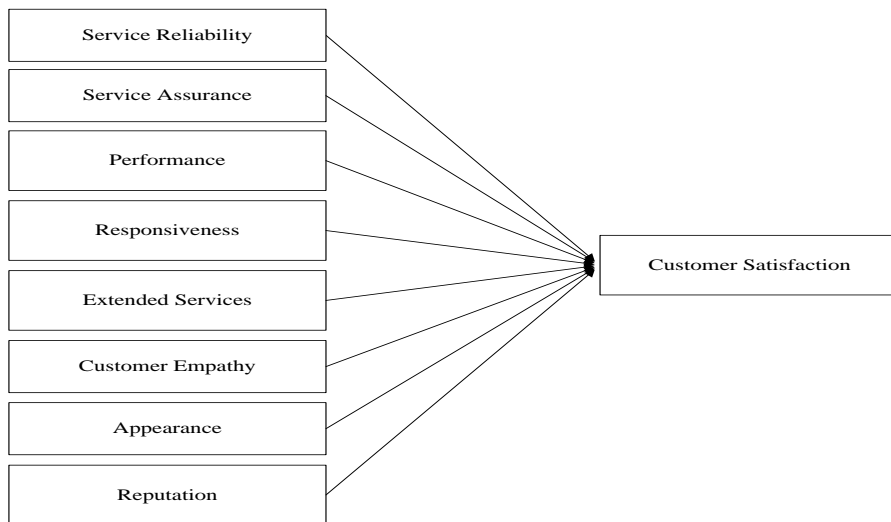 Service Reliability
Service Assurance
Performance
Responsiveness
Extended Services
Customer Empathy
Appearance
Reputation
Customer Satisfaction